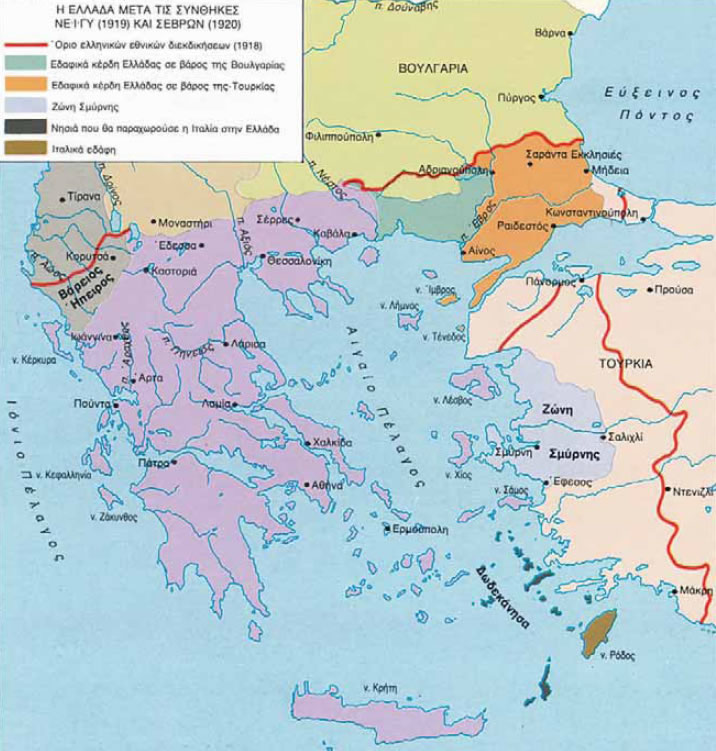 Η ΕΛΛΑΔΑ ΜΕΤΑ ΤΙΣ ΣΥΝΘΗΚΕΣ
ΝΕΪΓΥ (1919) ΚΑΙ ΣΕΒΡΩΝ (1920)
Όριο ελληνικών εθνικών διεκδικήσεων (1918)
Εδαφικά κέρδη Ελλάδας σε βάρος της Βουλγαρίας
Εδαφικά κέρδη Ελλάδας σε βάρος της Τουρκίας
Ζώνη Σμύρνης
Νησιά που θα παραχωρούσε η Ιταλία στην Ελλάδα
Ιταλικά εδάφη
π. Δούναβης
Βάρνα
ΒΟΥΛΓΑΡΙΑ
Πύργος
Εύξεινος
Πόντος
Φιλιππούπολη
π. Νέστος
Αδριανούπολη
Σαράντα Εκκλησιές
Μήδεια
Τίρανα
π. Δρίνος
Μοναστήρι
Σέρρες
Καβάλα
π. Έβρος
Ραιδεστός
Κωνσταντινούπολη
π. Αώος
Κορυτσά
Έδεσσα
π. Αξιός
Θεσσαλονίκη
Αίνος
Βόρειος
Ήπειρος
Καστοριά
ν. Ίμβρος
Πάνορμος
Προύσα
ν. Λήμνος
ν. Τένεδος
Ιωάννινα
π. Άραχθος
π. Πηνειός
Λάρισα
Αιγαίο Πέλαγος
ΤΟΥΡΚΙΑ
ν. Κέρκυρα
Άρτα
Πούντα
Λαμία
ν. Λέσβος
Ζώνη
Σμύρνης
Σαλιχλί
Ιόνιο Πέλαγος
Χαλκίδα
Σμύρνη
ν. Κεφαλληνία
Πάτρα
Αθήνα
ν. Χίος
ν. Σάμος
Έφεσος
Ντενιζλί
ν. Ζάκυνθος
Ερμούπολη
Δωδεκάνησα
Μάκρη
ν. Ρόδος
ν. Κρήτη